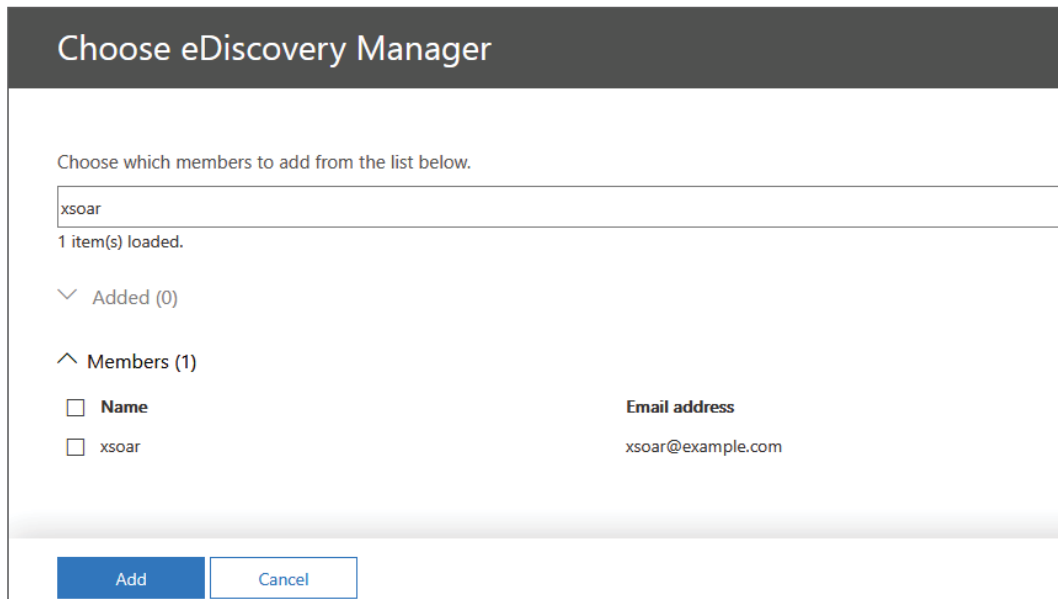 Choose eDiscovery Manager
Choose which members to add from the list below.
xsoar
1 item(s) loaded.
Added (0)
Members (1)
Name Email address
xsoar xsoar@example.com
Add Cancel